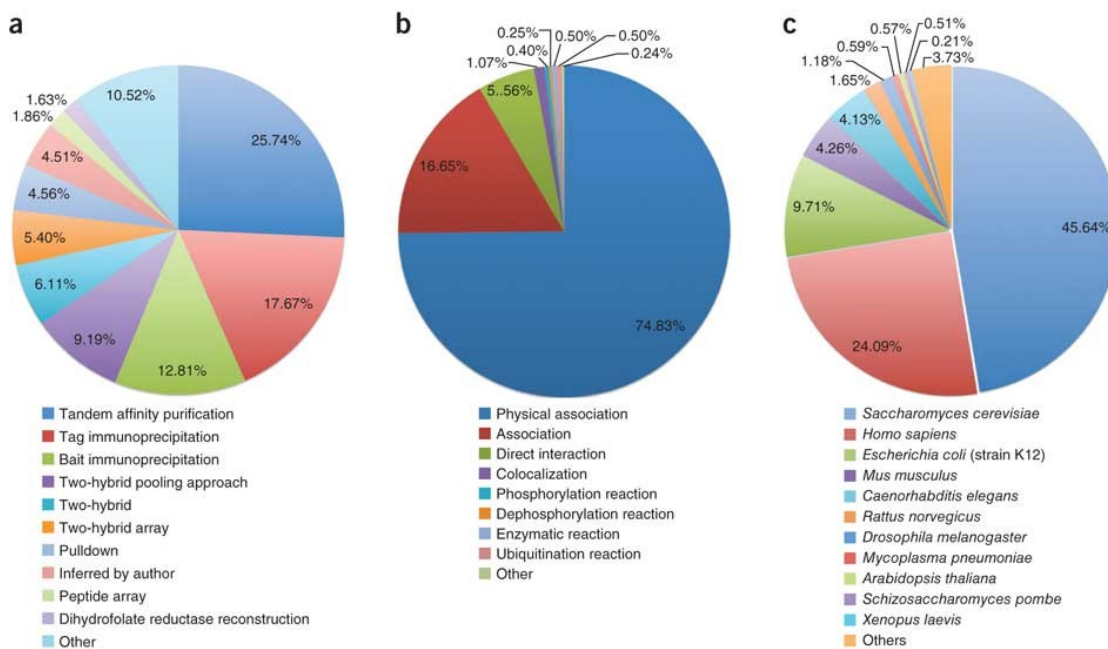 a
10.52%
1.63%
1.86%
4.51%
4.56%
5.40%
6.11%
9.19%
12.81%
17.67%
25.74%
Tandem affinity purification
Tag immunoprecipitation
Bait immunoprecipitation
Two-hybrid pooling approach
Two-hybrid
Two-hybrid array
Pulldown
Inferred by author
Peptide array
Dihydrofolate reductase reconstruction
Other
b
0.25%
0.50%
0.50%
0.40%
0.24%
1.07%
5..56%
16.65%
74.83%
Physical association
Association
Direct interaction
Colocalization
Phosphorylation reaction
Dephosphorylation reaction
Enzymatic reaction
Ubiquitination reaction
Other
c
0.51%
0.57%
0.21%
0.59%
3.73%
1.18%
1.65%
4.13%
4.26%
9.71%
45.64%
24.09%
Saccharomyces cerevisiae
Homo sapiens
Escherichia coli (strain K12)
Mus musculus
Caenorhabditis elegans
Rattus norvegicus
Drosophila melanogaster
Mycoplasma pneumoniae
Arabidopsis thaliana
Schizosaccharomyces pombe
Xenopus laevis
Others